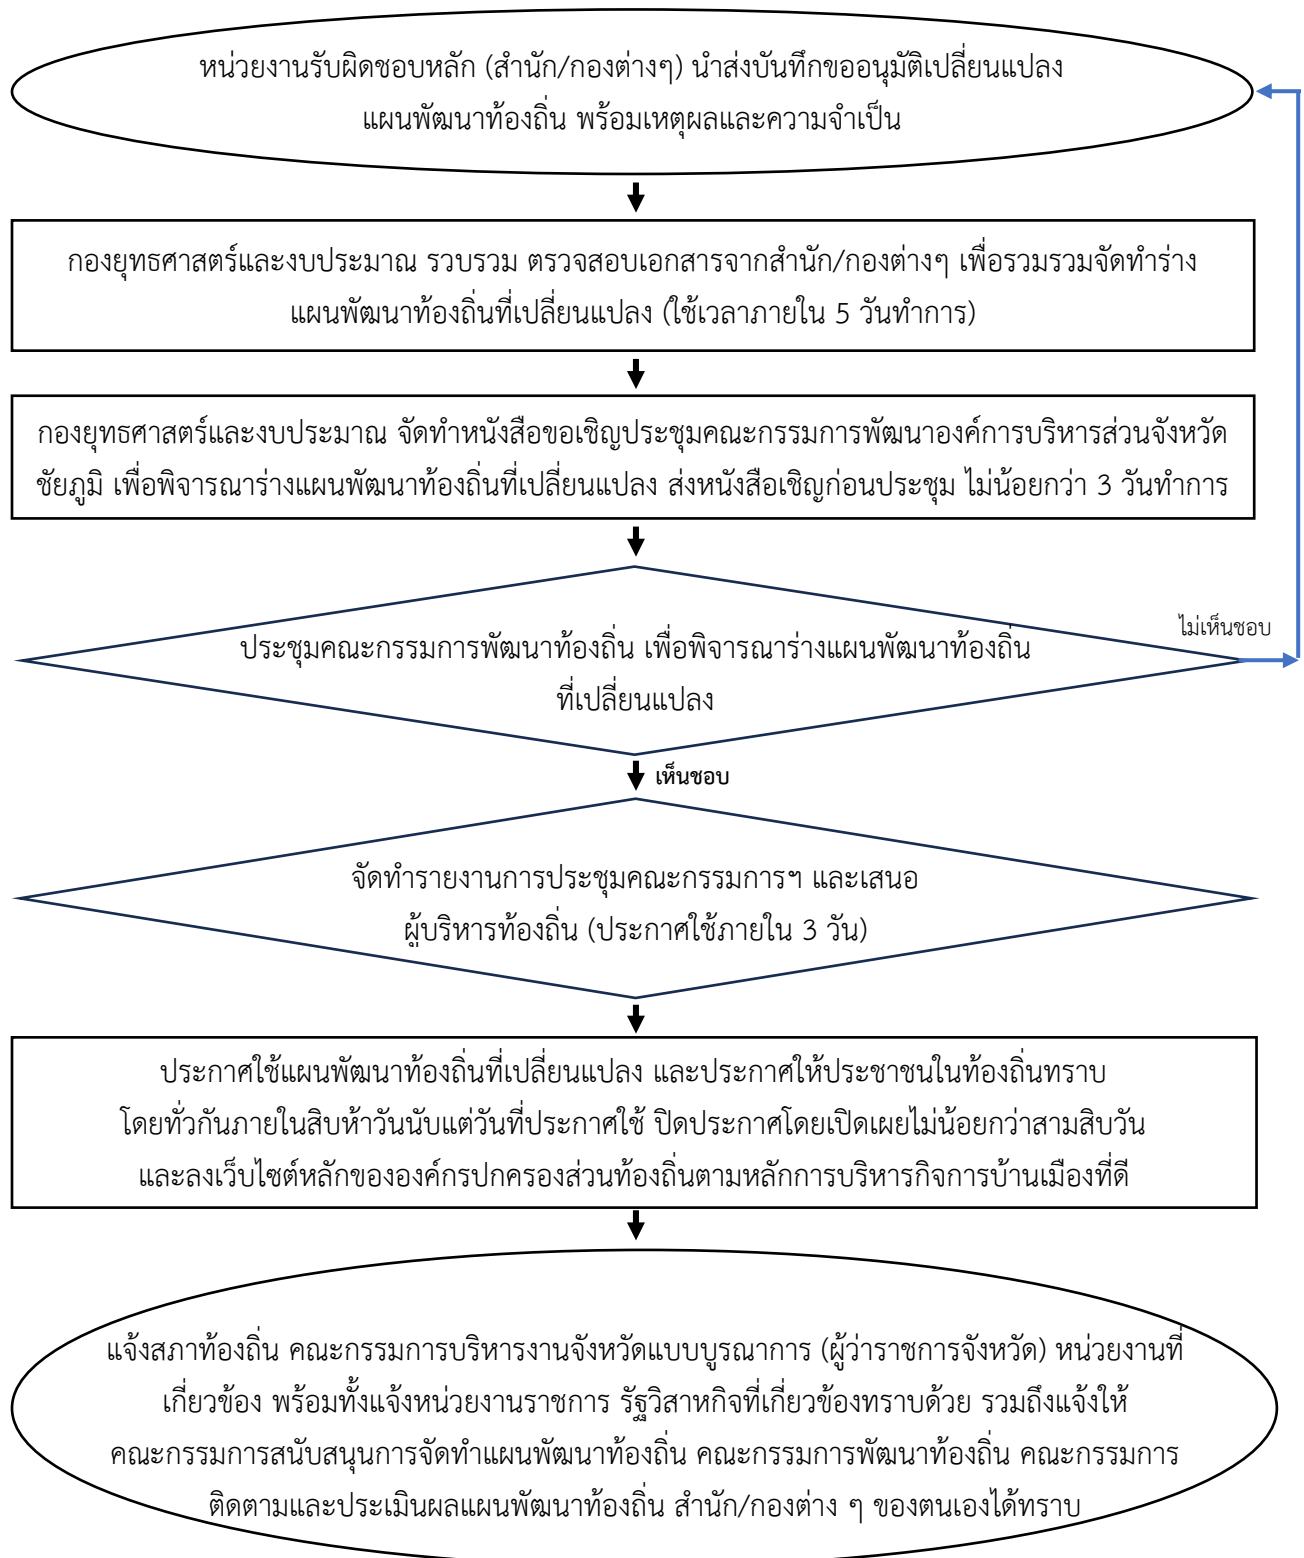 หน่วยงานรับผิดชอบหลัก (สำนัก/กองต่างๆ) นำส่งบันทึกขออนุมัติเปลี่ยนแปลง
แผนพัฒนาท้องถิ่น พร้อมเหตุผลและความจำเป็น
กองยุทธศาสตร์และงบประมาณ รวบรวม ตรวจสอบเอกสารจากสำนัก/กองต่างๆ เพื่อรวมรวมจัดทำร่าง
แผนพัฒนาท้องถิ่นที่เปลี่ยนแปลง (ใช้เวลาภายใน 5 วันทำการ)
กองยุทธศาสตร์และงบประมาณ จัดทำหนังสือขอเชิญประชุมคณะกรรมการพัฒนาองค์การบริหารส่วนจังหวัด
ชัยภูมิ เพื่อพิจารณาร่างแผนพัฒนาท้องถิ่นที่เปลี่ยนแปลง ส่งหนังสือเชิญก่อนประชุม ไม่น้อยกว่า 3 วันทำการ
ไม่เห็นชอบ
ประชุมคณะกรรมการพัฒนาท้องถิ่น เพื่อพิจารณาร่างแผนพัฒนาท้องถิ่น
ที่เปลี่ยนแปลง
เห็นชอบ
จัดทำรายงานการประชุมคณะกรรมการฯ และเสนอ
ผู้บริหารท้องถิ่น (ประกาศใช้ภายใน 3 วัน)
ประกาศใช้แผนพัฒนาท้องถิ่นที่เปลี่ยนแปลง และประกาศให้ประชาชนในท้องถิ่นทราบ
โดยทั่วกันภายในสิบห้าวันนับแต่วันที่ประกาศใช้ ปิดประกาศโดยเปิดเผยไม่น้อยกว่าสามสิบวัน
และลงเว็บไซต์หลักขององค์กรปกครองส่วนท้องถิ่นตามหลักการบริหารกิจการบ้านเมืองที่ดี
แจ้งสภาท้องถิ่น คณะกรรมการบริหารงานจังหวัดแบบบูรณาการ (ผู้ว่าราชการจังหวัด) หน่วยงานที่
เกี่ยวข้อง พร้อมทั้งแจ้งหน่วยงานราชการ รัฐวิสาหกิจที่เกี่ยวข้องทราบด้วย รวมถึงแจ้งให้
คณะกรรมการสนับสนุนการจัดทำแผนพัฒนาท้องถิ่น คณะกรรมการพัฒนาท้องถิ่น คณะกรรมการ
ติดตามและประเมินผลแผนพัฒนาท้องถิ่น สำนัก/กองต่าง ๆ ของตนเองได้ทราบ